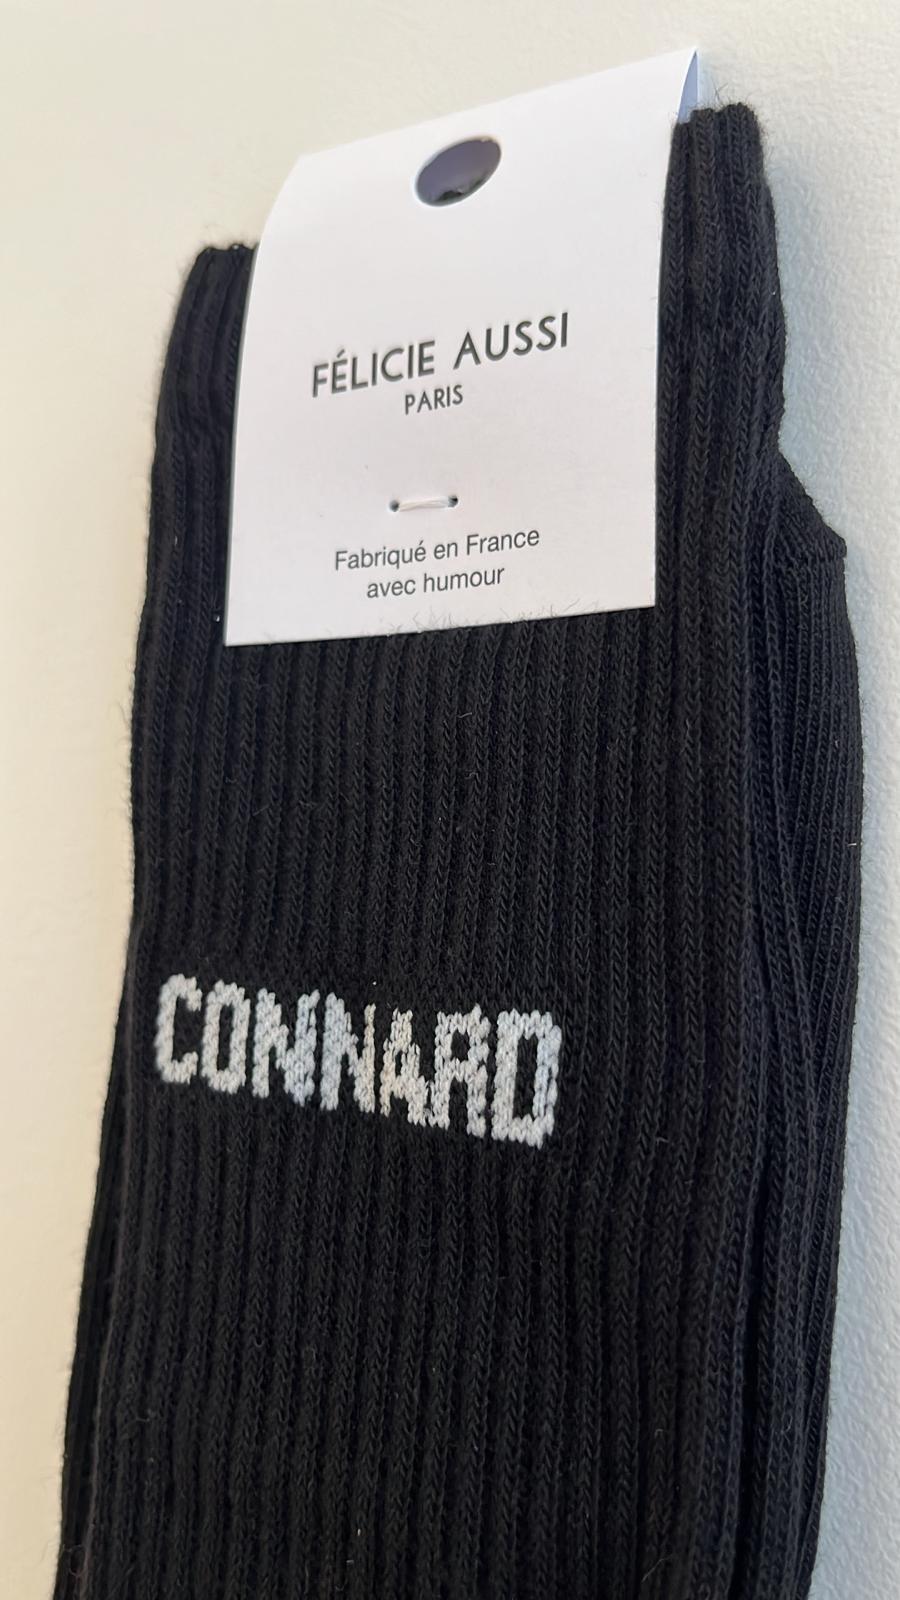 FÉLICIE AUSSI
PARIS
Fabriqué en France
avec humour
CONNARD